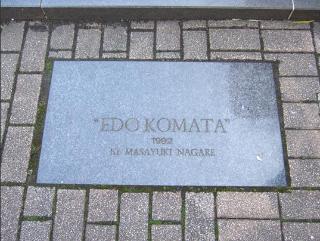 "EDO KOMATA"
1992
BY MASAYUKI NAGARE